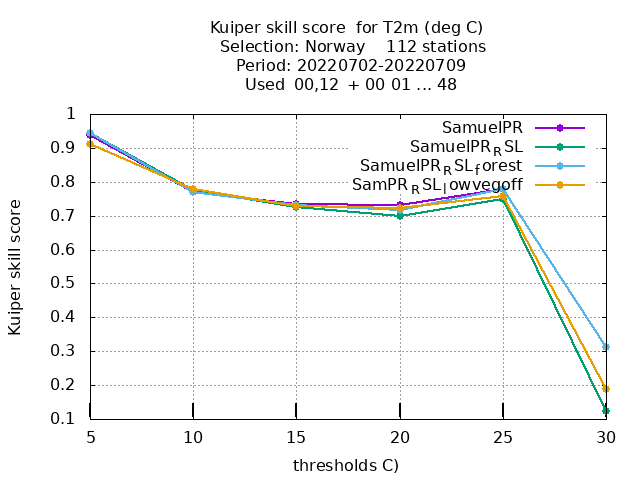 Kuiper skill score  for T2m (deg C)
Selection: Norway    112 stations
Period: 20220702-20220709
Used  00,12  + 00 01 ... 48
1
0.9
0.8
0.7
0.6
0.5
0.4
0.3
0.2
0.1
5 10 15 20 25 30
Kuiper skill score
thresholds C)
SamuelPR
SamuelPR_RSL
SamuelPR_RSL_forest
SamPR_RSL_lowvegoff